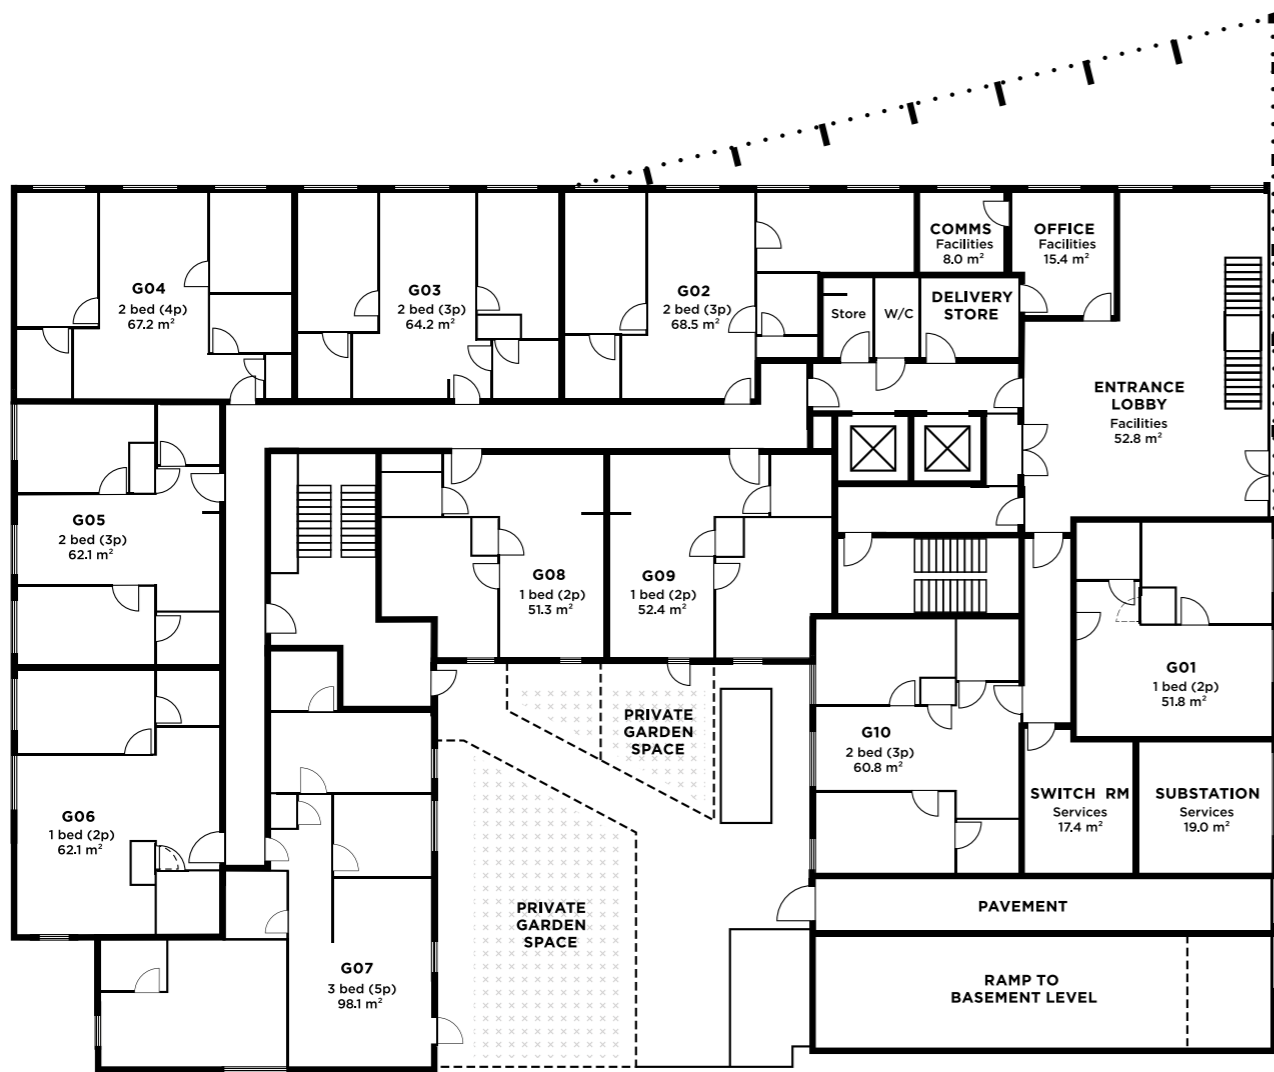 COMMS
Facilities
8.0 m²
OFFICE
Facilities
15.4 m²
G04
2 bed (4p)
67.2 m²
G03
2 bed (3p)
64.2 m²
G02
2 bed (3p)
68.5 m²
Store
W/C
DELIVERY
STORE
ENTRANCE
LOBBY
Facilities
52.8 m²
G05
2 bed (3p)
62.1 m²
G08
1 bed (2p)
51.3 m²
G09
1 bed (2p)
52.4 m²
G01
1 bed (2p)
51.8 m²
PRIVATE
GARDEN
SPACE
G10
2 bed (3p)
60.8 m²
G06
1 bed (2p)
62.1 m²
SWITCH RM
Services
17.4 m²
SUBSTATION
Services
19.0 m²
PRIVATE
GARDEN
SPACE
PAVEMENT
G07
3 bed (5p)
98.1 m²
RAMP TO
BASEMENT LEVEL